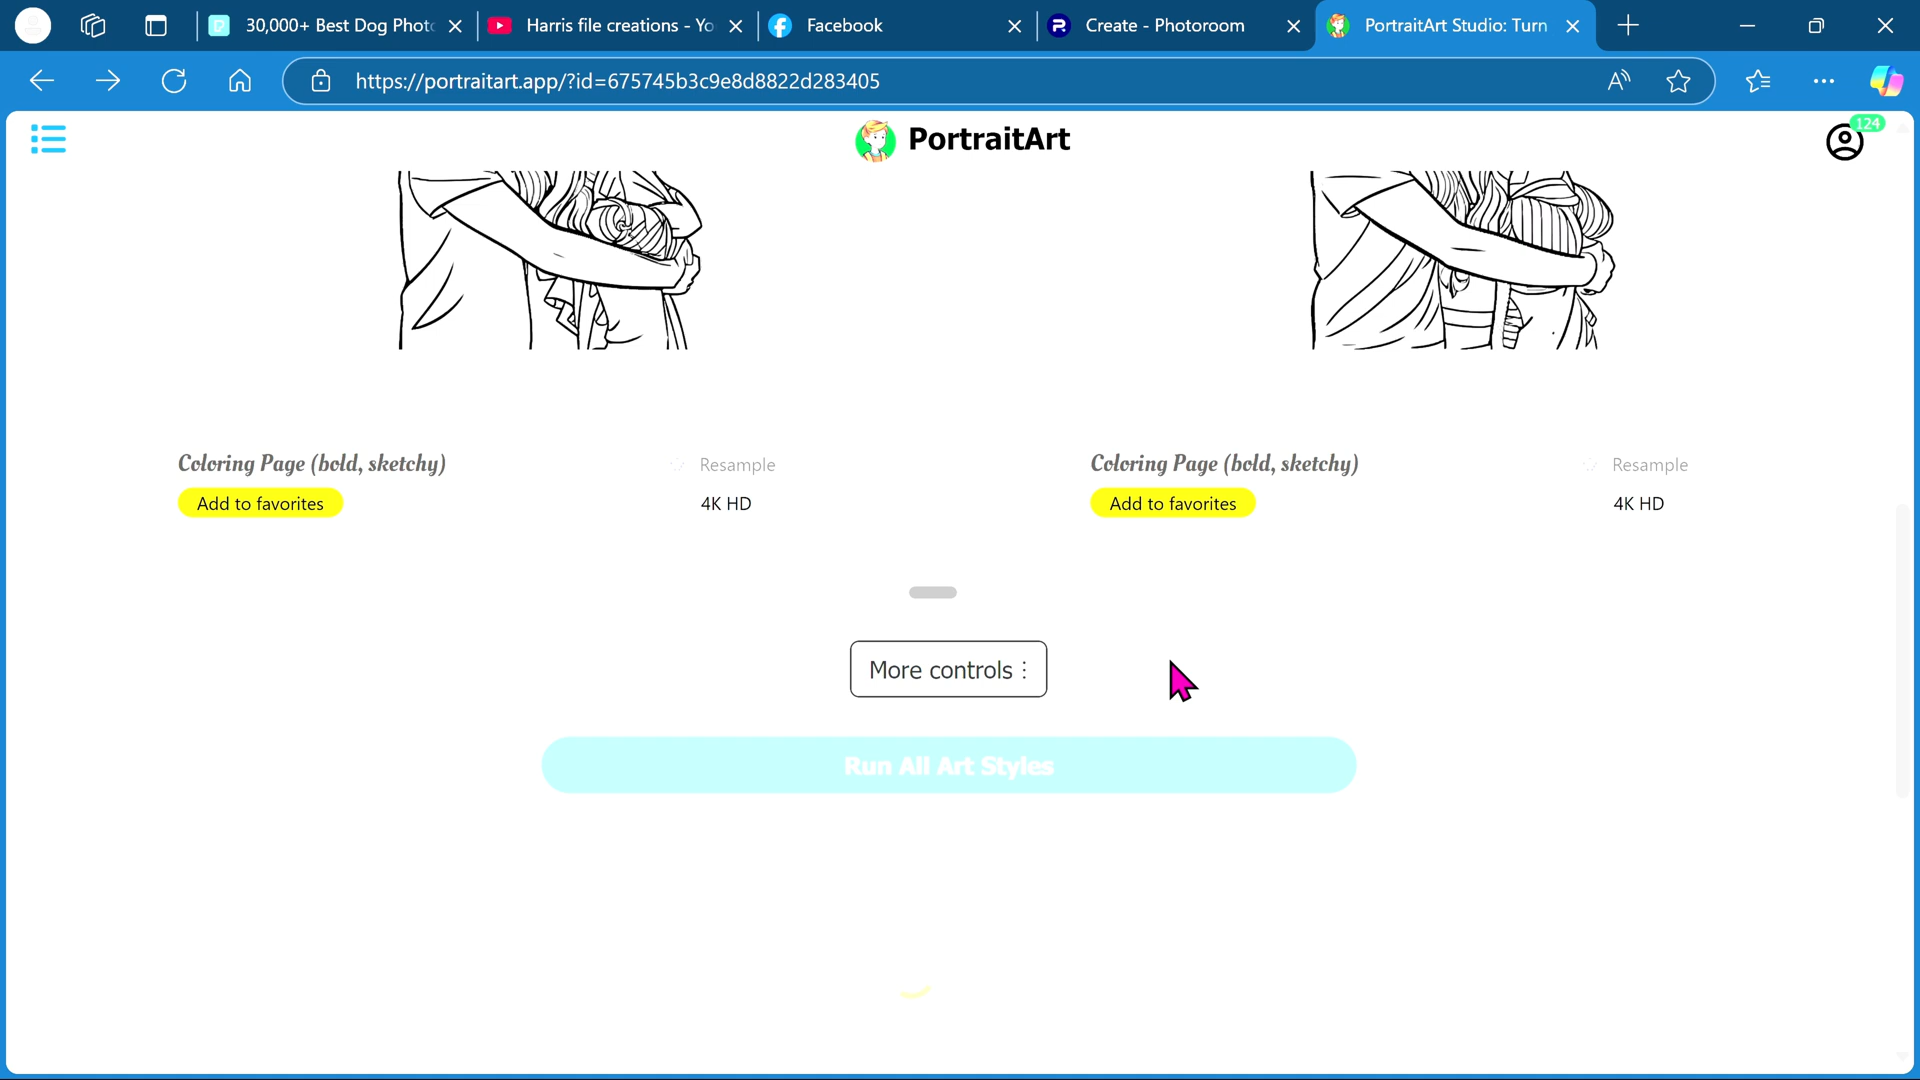 30,000+ Best Dog Photo
Harris file creations - Yo
Facebook
Create - Photoroom
PortraitArt Studio: Turn
https://portraitart.app/?id=675745b3c9e8d8822d283405
PortraitArt
124
Coloring Page (bold, sketchy)
Resample
Add to favorites
4K HD
Coloring Page (bold, sketchy)
Resample
Add to favorites
4K HD
More controls ⋮
Run All Art Styles